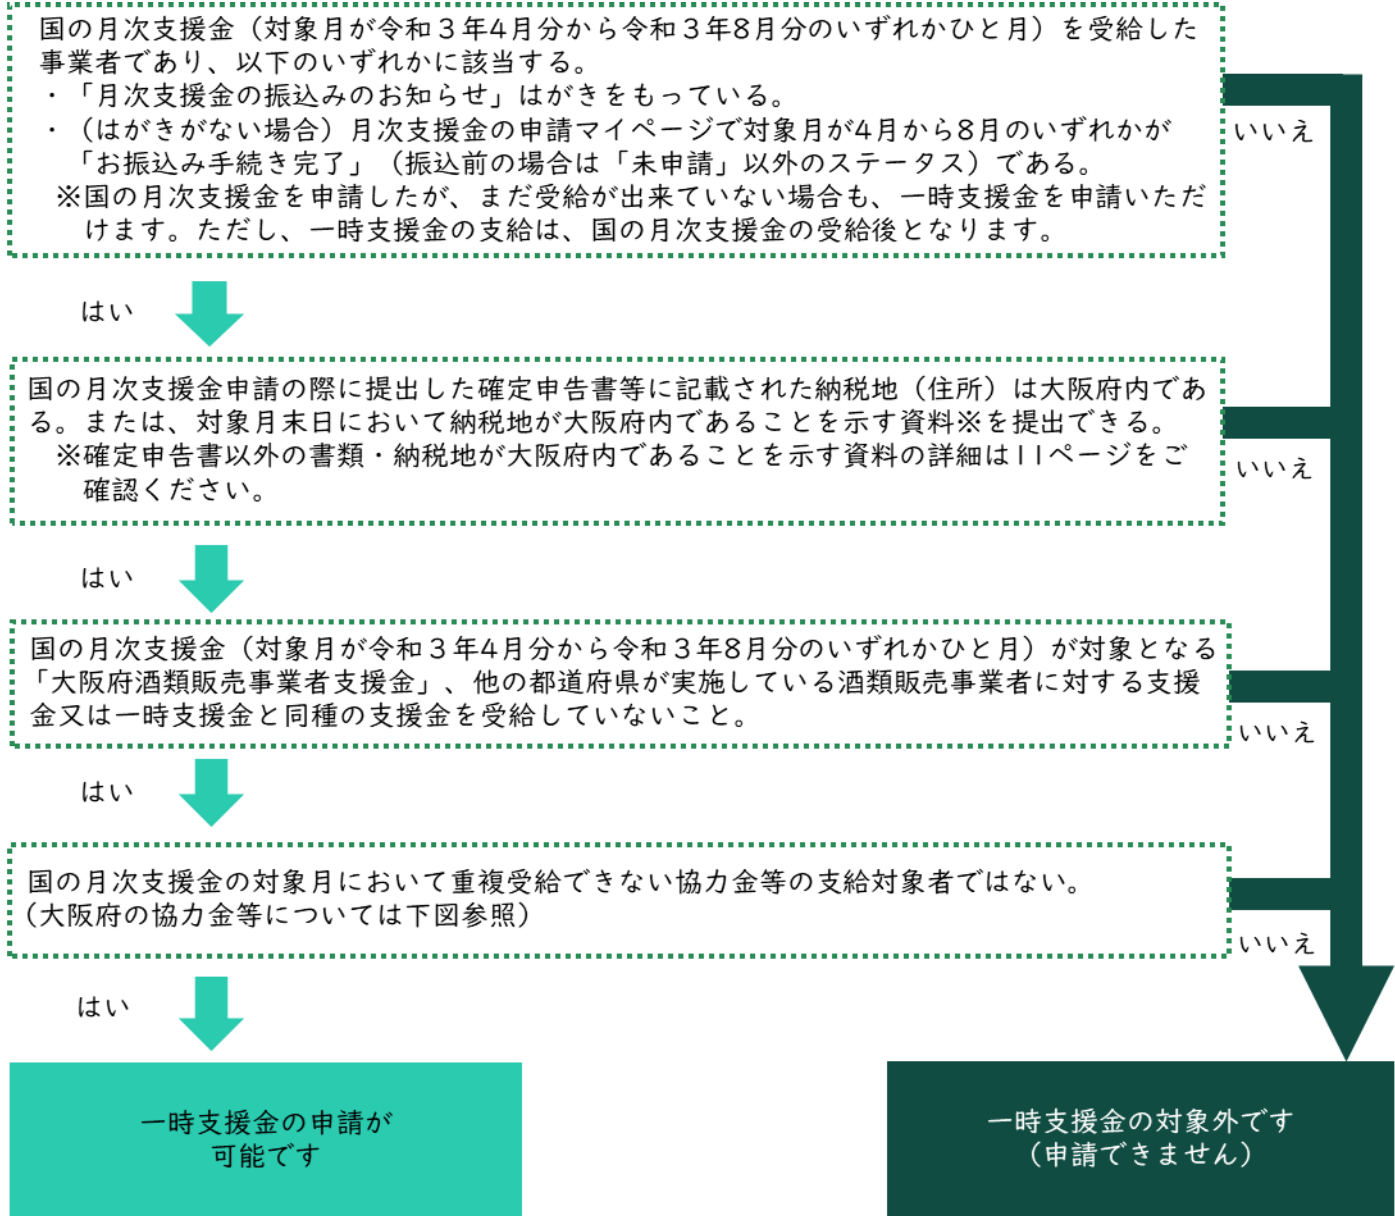 国の月次支援金（対象月が令和３年4月分から令和３年8月分のいずれかひと月）を受給した
事業者であり、以下のいずれかに該当する。
・「月次支援金の振込みのお知らせ」はがきをもっている。
・（はがきがない場合）月次支援金の申請マイページで対象月が4月から8月のいずれかが
「お振込み手続き完了」（振込前の場合は「未申請」以外のステータス）である。
※国の月次支援金を申請したが、まだ受給が出来ていない場合も、一時支援金を申請いただ
けます。ただし、一時支援金の支給は、国の月次支援金の受給後となります。
いいえ
はい
国の月次支援金申請の際に提出した確定申告書等に記載された納税地（住所）は大阪府内であ
る。または、対象月末日において納税地が大阪府内であることを示す資料※を提出できる。
※確定申告書以外の書類・納税地が大阪府内であることを示す資料の詳細は11ページをご
確認ください。
いいえ
はい
国の月次支援金（対象月が令和３年4月分から令和３年8月分のいずれかひと月）が対象となる
「大阪府酒類販売事業者支援金」、他の都道府県が実施している酒類販売事業者に対する支援
金又は一時支援金と同種の支援金を受給していないこと。
いいえ
はい
国の月次支援金の対象月において重複受給できない協力金等の支給対象者ではない。
（大阪府の協力金等については下図参照）
いいえ
はい
一時支援金の申請が
可能です
一時支援金の対象外です
（申請できません）